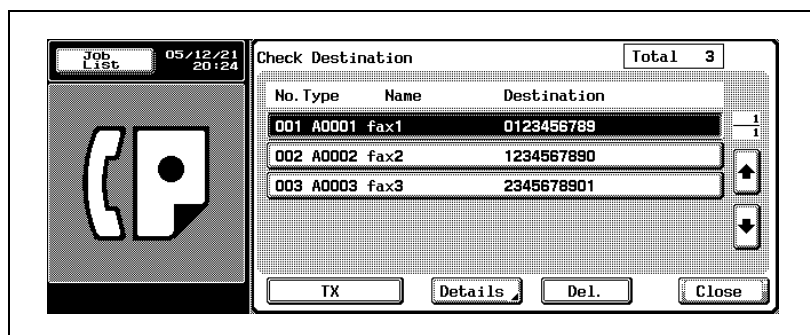 Job List 05/12/21 20:24
Check Destination Total 3
No. Type Name Destination
001 A0001 fax1 0123456789
1
1
002 A0002 fax2 1234567890
003 A0003 fax3 2345678901
TX Details Del. Close